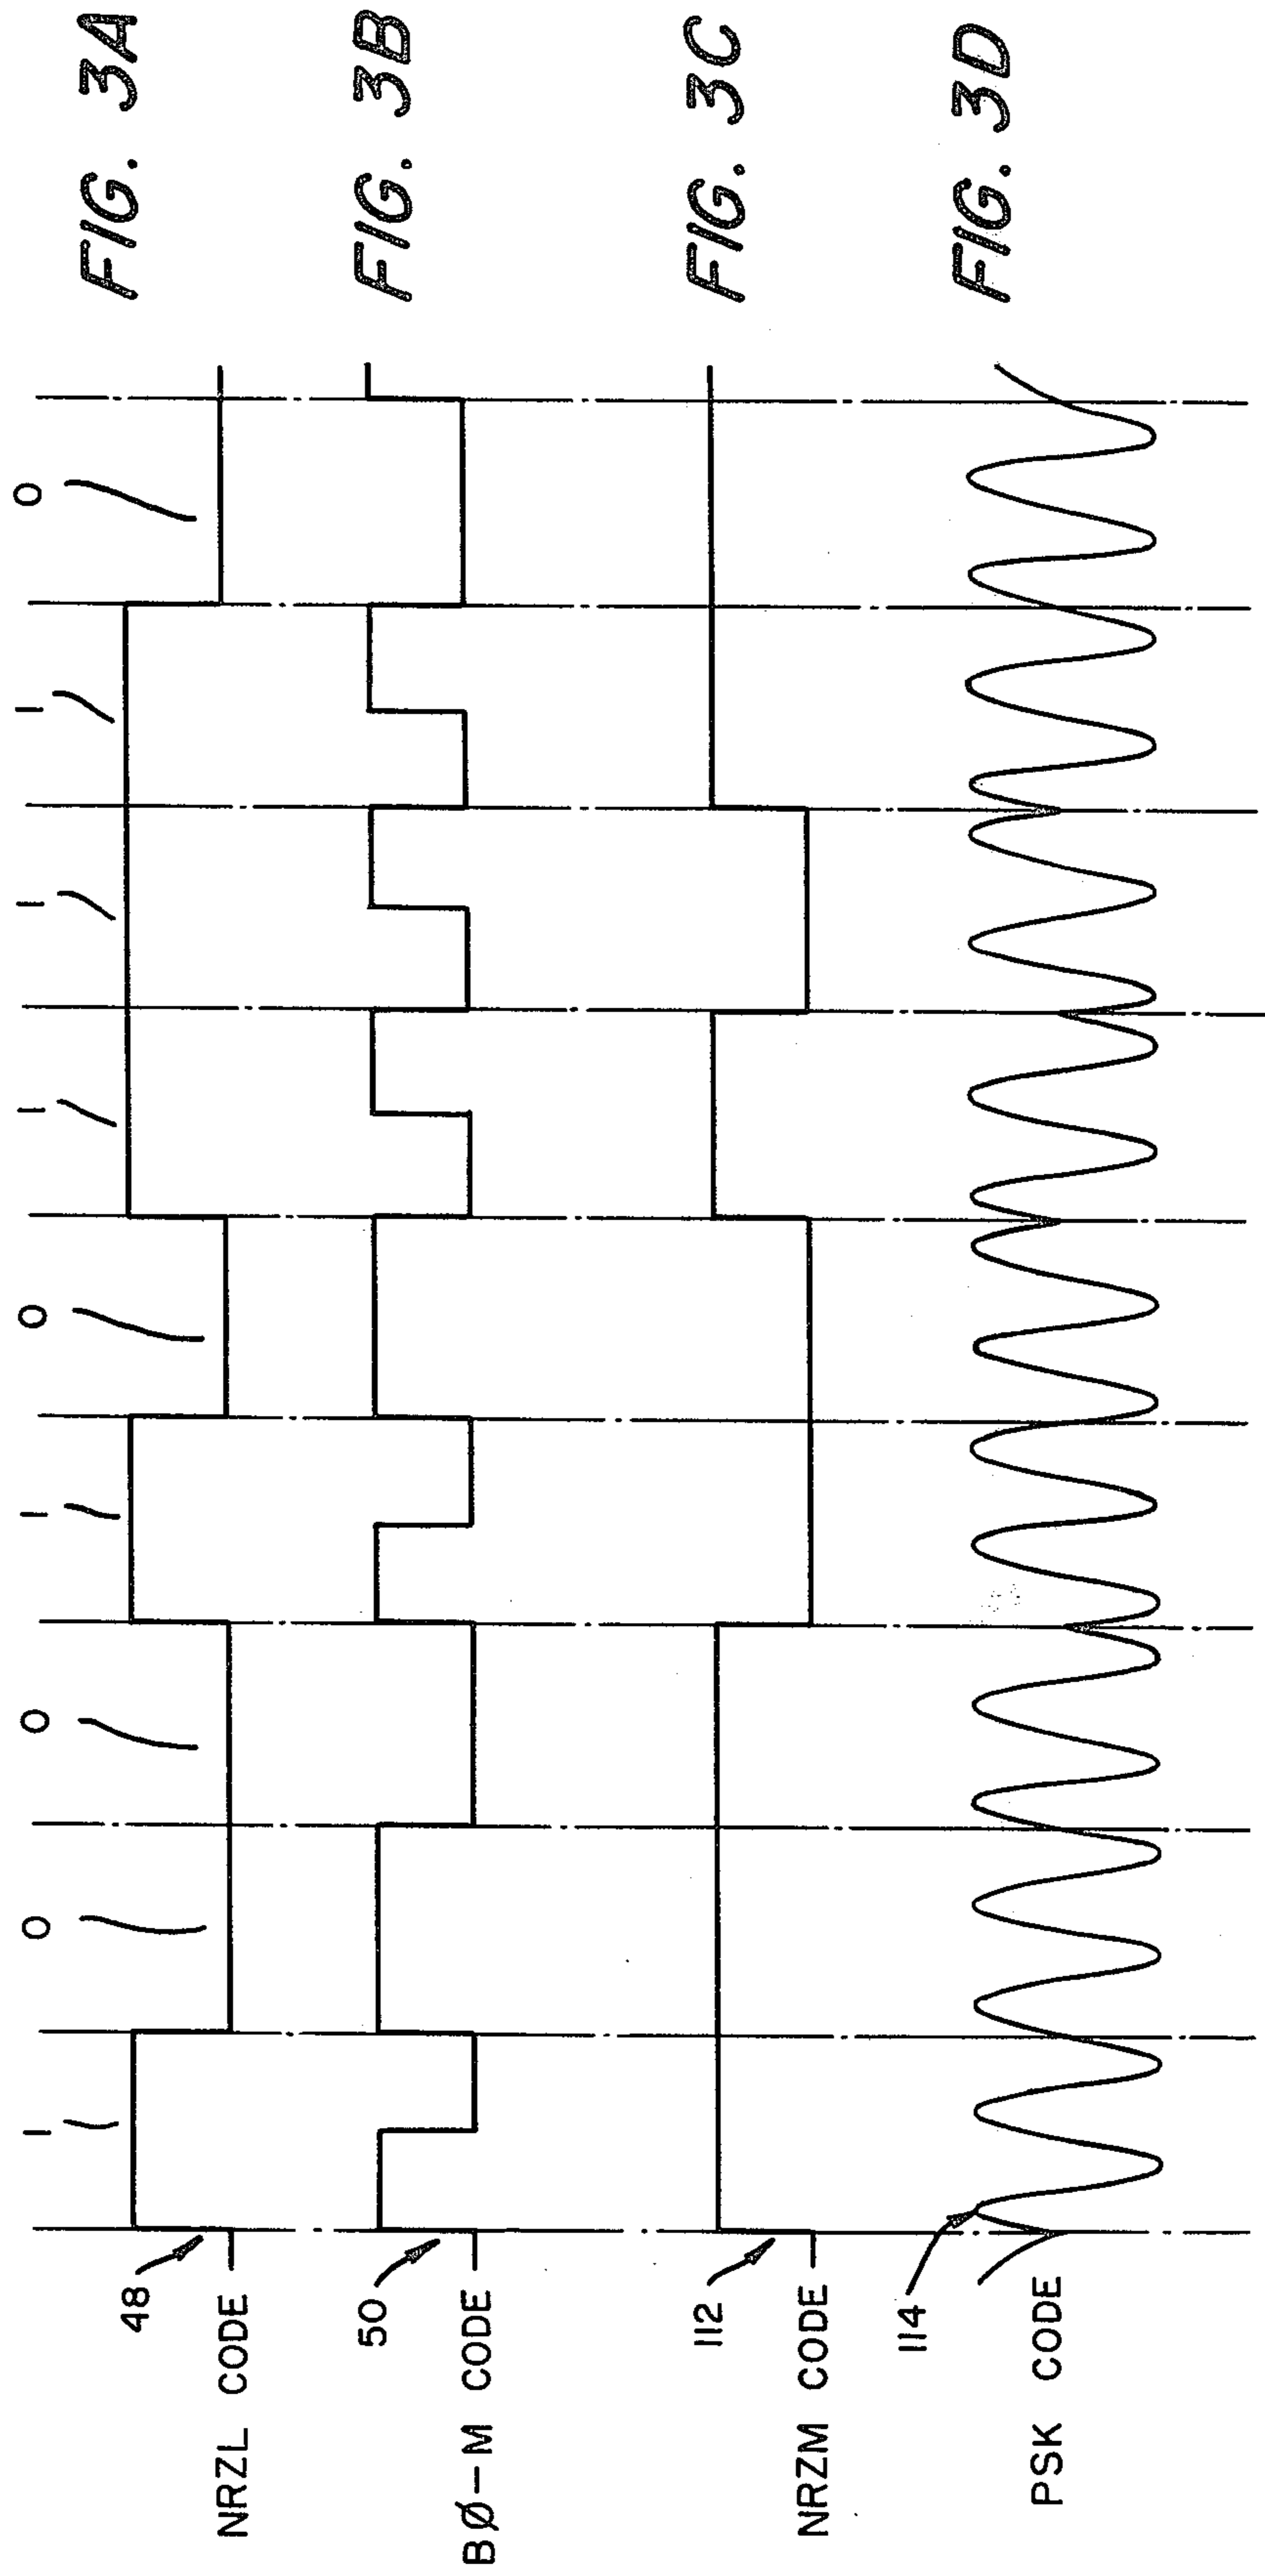 1 0 0 1 0 1 1 1 0
48
NRZL CODE
FIG. 3A
50
BØ-M CODE
FIG. 3B
112
NRZM CODE
FIG. 3C
114
PSK CODE
FIG. 3D